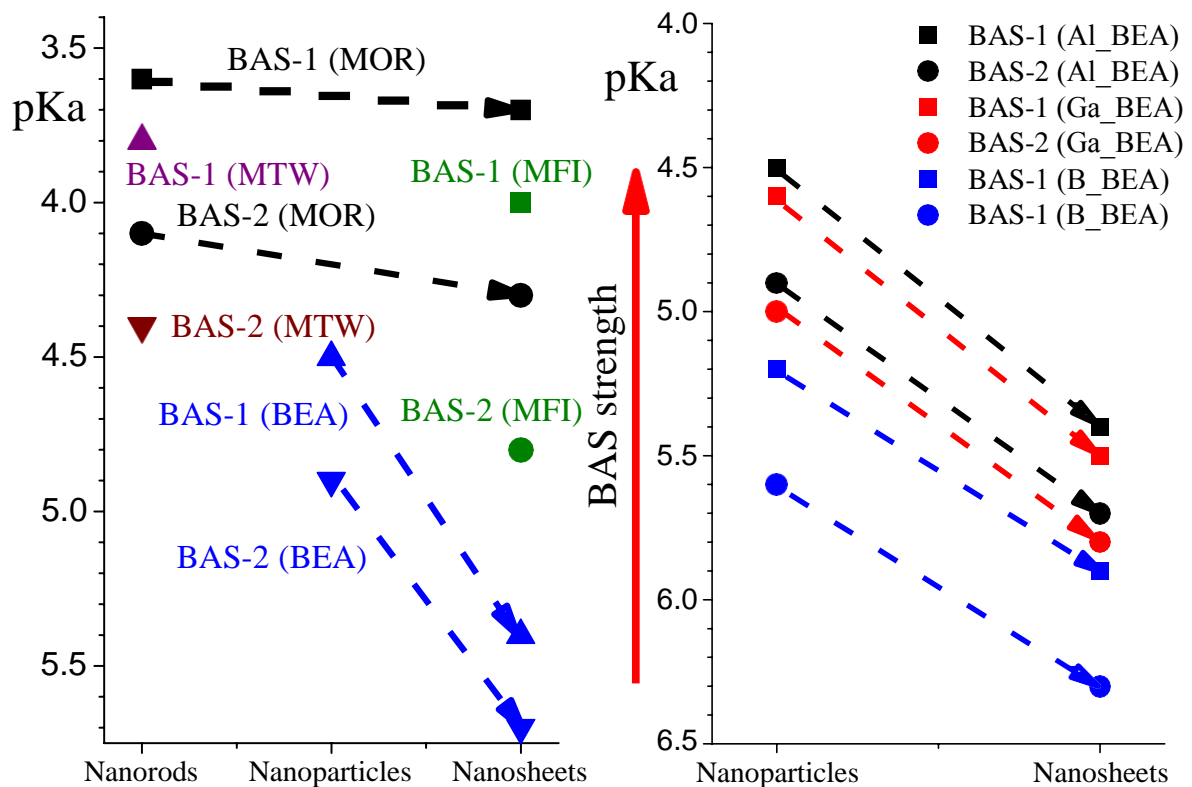 3.5
pKa
4.0
4.5
5.0
5.5
BAS-1 (MOR)
BAS-1 (MTW)
BAS-1 (MFI)
BAS-2 (MOR)
BAS-2 (MTW)
BAS-1 (BEA)
BAS-2 (MFI)
BAS-2 (BEA)
Nanorods
Nanoparticles
Nanosheets
BAS strength
4.0
pKa
4.5
5.0
5.5
6.0
6.5
BAS-1 (Al_BEA)
BAS-2 (Al_BEA)
BAS-1 (Ga_BEA)
BAS-2 (Ga_BEA)
BAS-1 (B_BEA)
BAS-1 (B_BEA)
Nanoparticles
Nanosheets